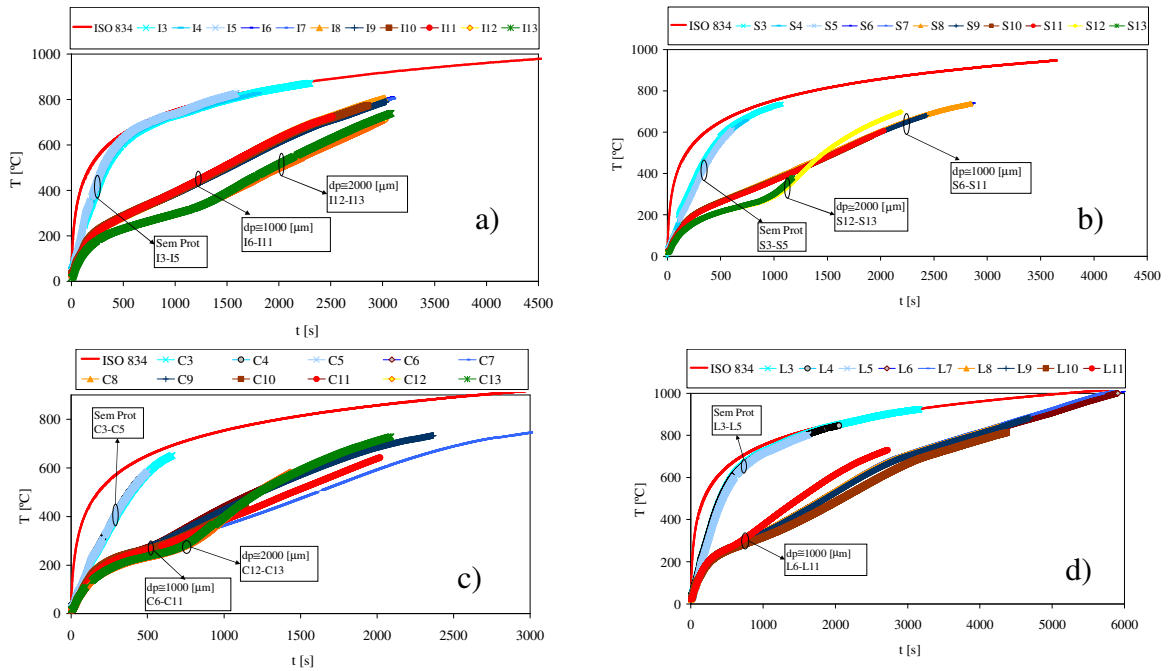 ISO 834 I3 I4 I5 I6 I7 I8 I9 I10 I11 I12 I13
1000
800
600
400
200
0
T [ºC]
0 500 1000 1500 2000 2500 3000 3500 4000 4500
t [s]
dp≅2000 [µm]
I12-I13
dp≅1000 [µm]
I6-I11
Sem Prot
I3-I5
a)
ISO 834 S3 S4 S5 S6 S7 S8 S9 S10 S11 S12 S13
1000
800
600
400
200
0
T [ºC]
0 500 1000 1500 2000 2500 3000 3500 4000 4500
t [s]
dp≅1000 [µm]
S6-S11
dp≅2000 [µm]
S12-S13
Sem Prot
S3-S5
b)
ISO 834 C3 C4 C5 C6 C7
C8 C9 C10 C11 C12 C13
800
600
400
200
0
T [ºC]
0 500 1000 1500 2000 2500 3000
t [s]
Sem Prot
C3-C5
dp≅2000 [µm]
C12-C13
dp≅1000 [µm]
C6-C11
c)
ISO 834 L3 L4 L5 L6 L7 L8 L9 L10 L11
1000
800
600
400
200
0
T [ºC]
0 1000 2000 3000 4000 5000 6000
t [s]
Sem Prot
L3-L5
dp≅1000 [µm]
L6-L11
d)